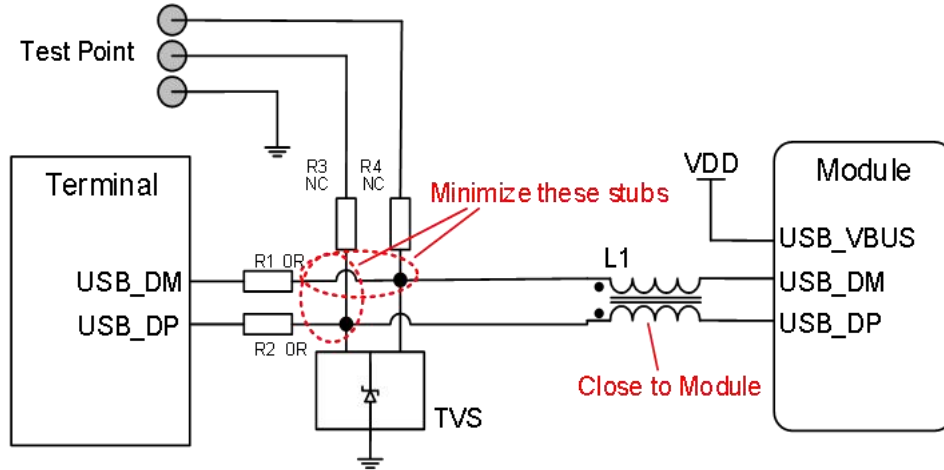 Test Point
R3
NC
R4
NC
Minimize these stubs
VDD
Terminal
Module
USB_VBUS
R1 0R
L1
USB_DM
USB_DM
USB_DP
USB_DP
R2 0R
Close to Module
TVS